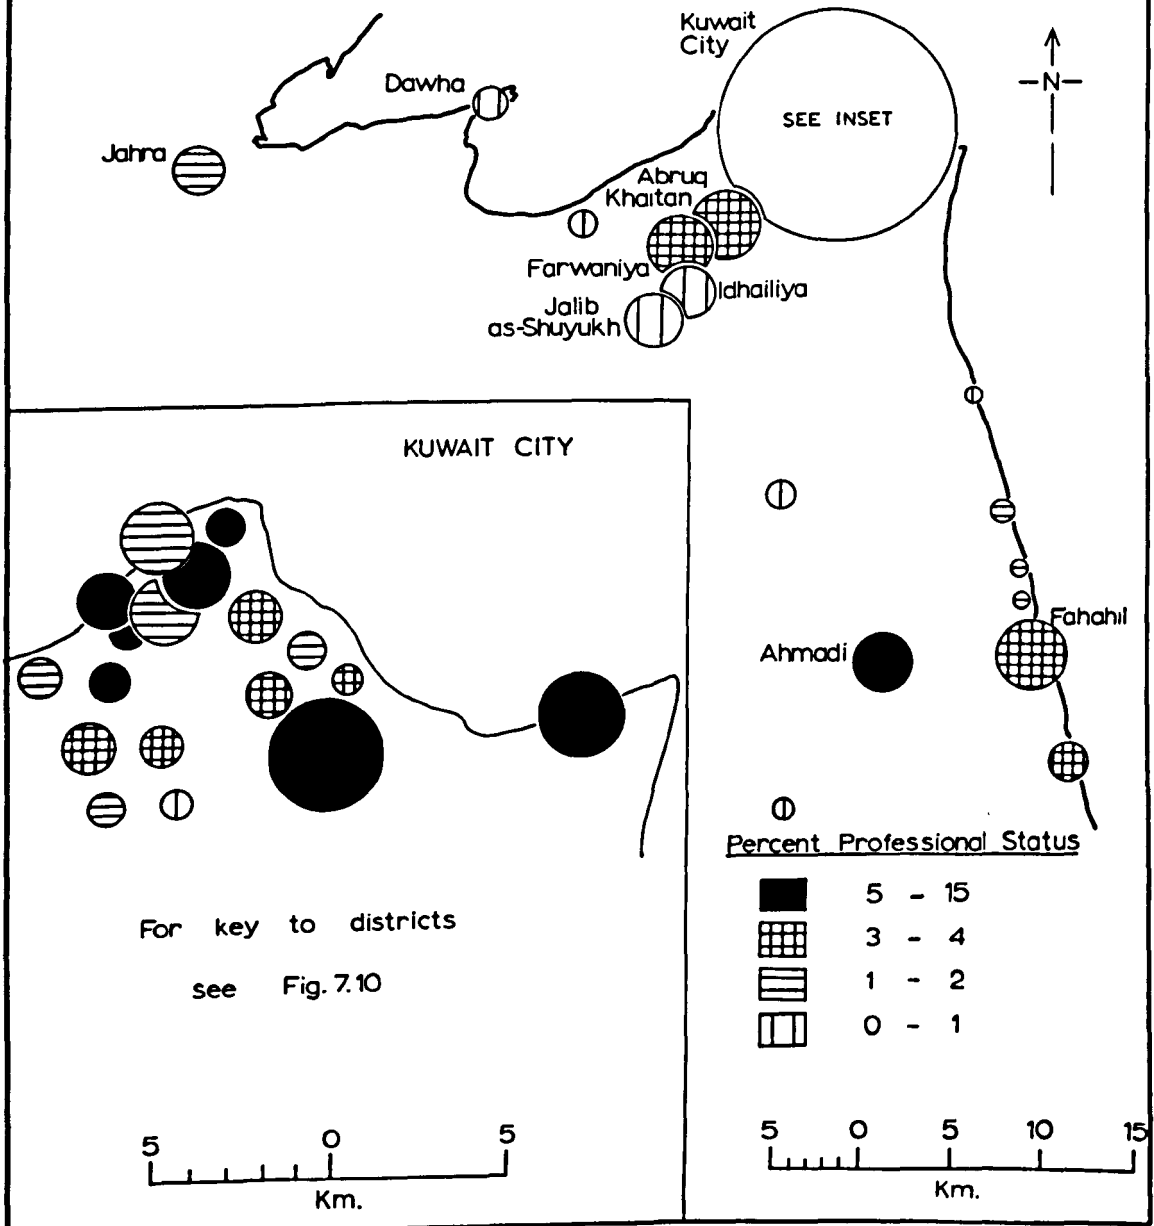 Kuwait
City
N
SEE INSET
Dawha
Jahra
Abruq
Khaitan
Farwaniya
Idhailiya
Jalib
as-Shuyukh
KUWAIT CITY
Fahahil
Ahmadi
Percent Professional Status
5 - 15
3 - 4
1 - 2
0 - 1
For key to districts
see Fig. 7.10
5 0 5
Km.
5 0 5 10 15
Km.